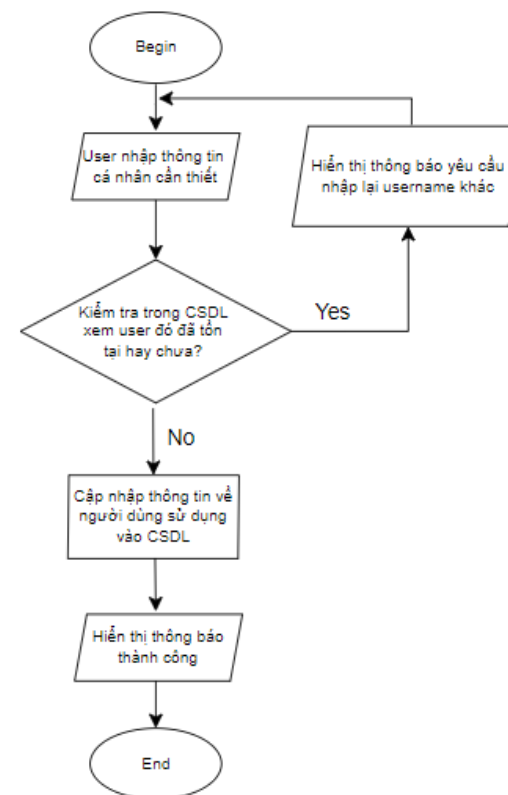 Begin
User nhập thông tin
cá nhân cần thiết
Hiển thị thông báo yêu cầu
nhập lại username khác
Kiểm tra trong CSDL
xem user đó đã tồn
tại hay chưa?
Yes
No
Cập nhập thông tin về
người dùng sử dụng
vào CSDL
Hiển thị thông báo
thành công
End